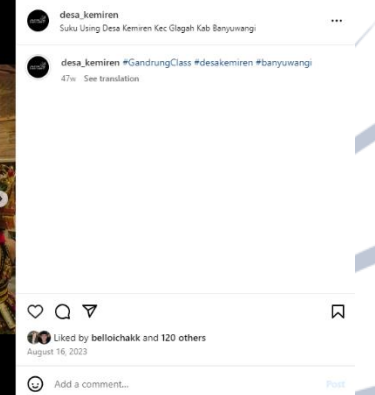 desa_kemiren
Suku Using Desa Kemiren Kec Glagah Kab Banyuwangi
desa_kemiren #GandrungClass #desakemiren #banyuwangi
47w See translation
Liked by belloichakk and 120 others
August 16, 2023
Add a comment...
Post